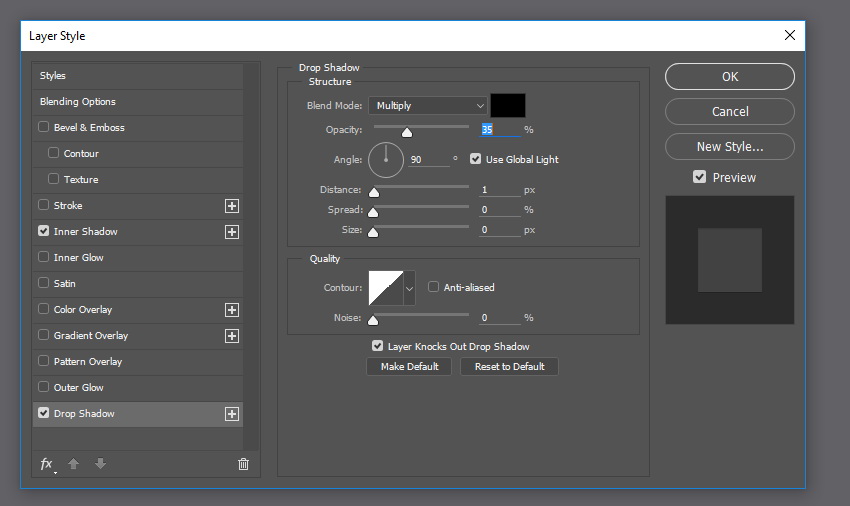 Layer Style
Styles
Blending Options
Bevel & Emboss
Contour
Texture
Stroke
Inner Shadow
Inner Glow
Satin
Color Overlay
Gradient Overlay
Pattern Overlay
Outer Glow
Drop Shadow
fx
Drop Shadow
Structure
Blend Mode: Multiply
Opacity: 35 %
Angle: 90 ° Use Global Light
Distance: 1 px
Spread: 0 %
Size: 0 px
Quality
Contour: Anti-aliased
Noise: 0 %
Layer Knocks Out Drop Shadow
Make Default Reset to Default
OK
Cancel
New Style...
Preview